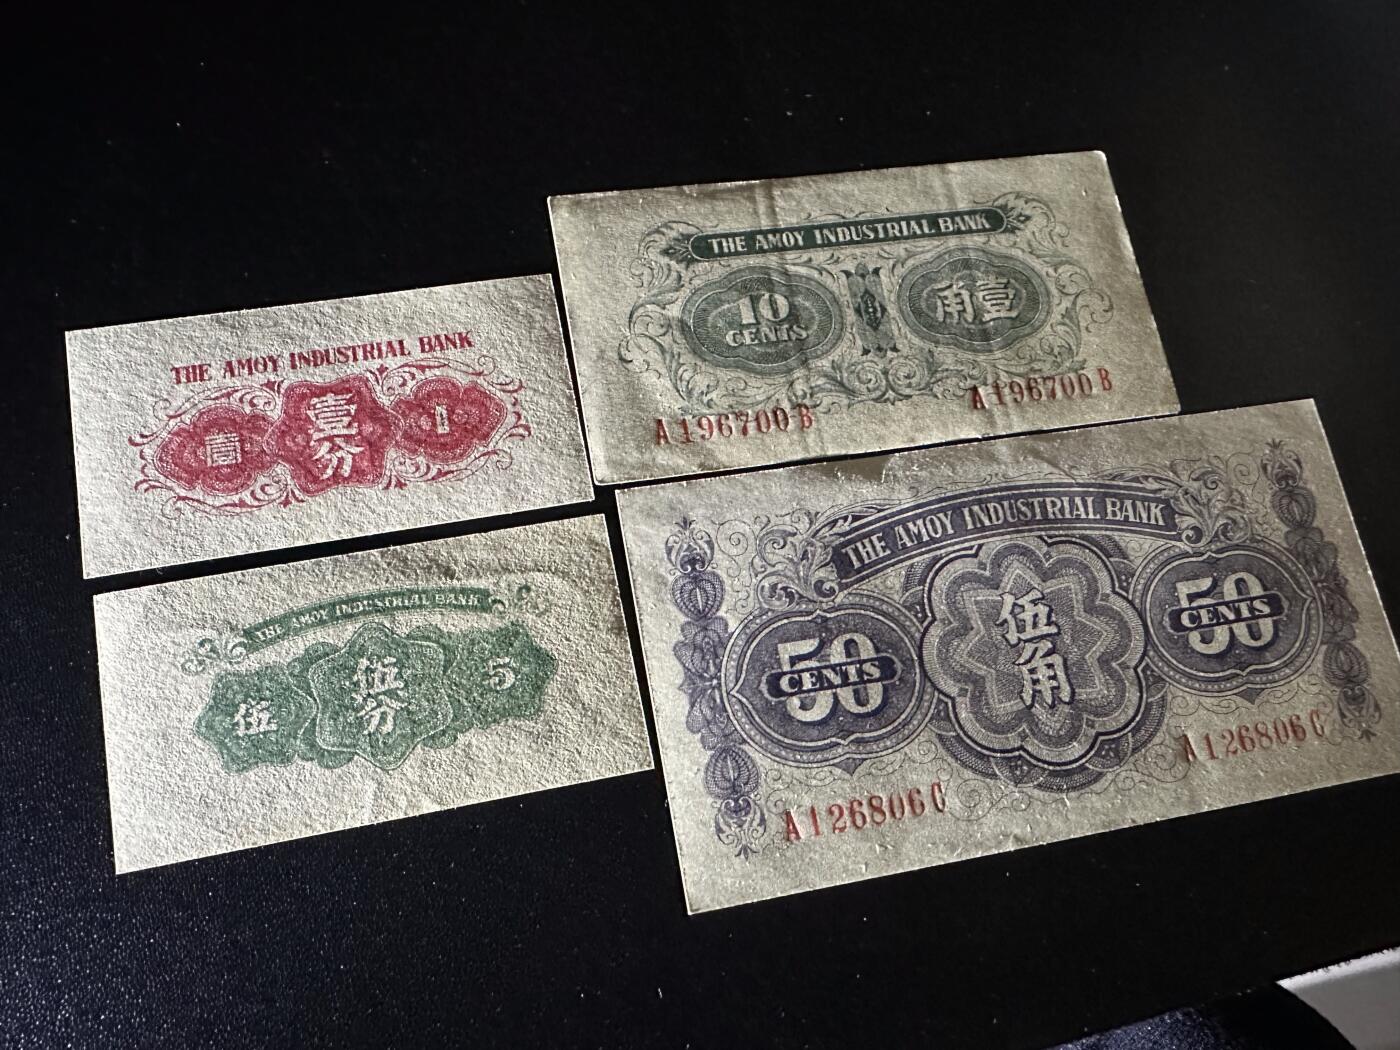 THE AMOY INDUSTRIAL BANK
壹
壹分
1
THE AMOY INDUSTRIAL BANK
10
CENTS
角壹
A196700B
A196700B
THE AMOY INDUSTRIAL BANK
伍
伍分
5
THE AMOY INDUSTRIAL BANK
50
CENTS
伍角
50
CENTS
A126806C
A126806C